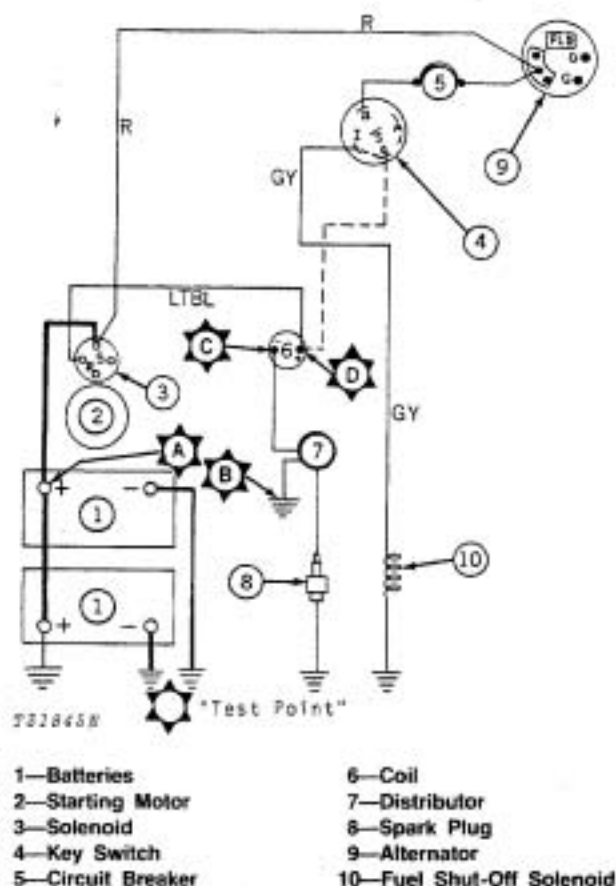 R
FLB
G
G
5
R
B
A
I
S
GY
9
4
LTBL
C
6
D
3
2
GY
A
B
7
+
1
−
8
10
1
+
−
"Test Point"
1—Batteries
2—Starting Motor
3—Solenoid
4—Key Switch
5—Circuit Breaker
6—Coil
7—Distributor
8—Spark Plug
9—Alternator
10—Fuel Shut-Off Solenoid